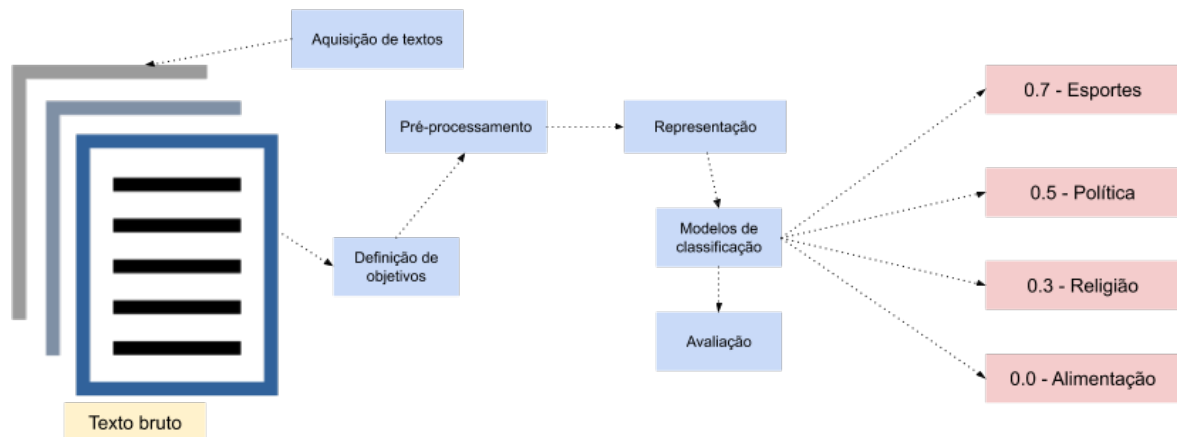 Aquisição de textos
Pré-processamento
Representação
Definição de
objetivos
Modelos de
classificação
Avaliação
Texto bruto
0.7 - Esportes
0.5 - Política
0.3 - Religião
0.0 - Alimentação